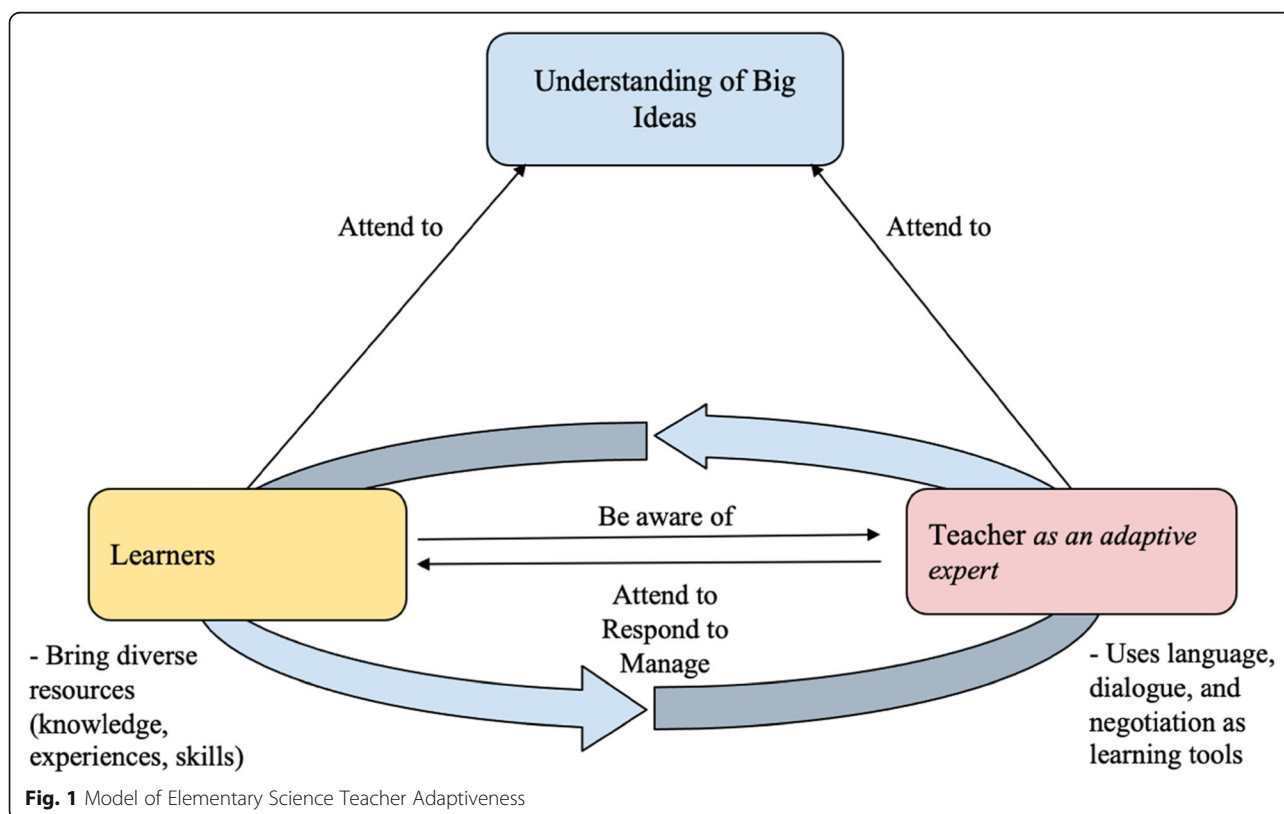 Understanding of Big
Ideas
Attend to
Attend to
Be aware of
Learners
Teacher as an adaptive
expert
Attend to
Respond to
Manage
- Bring diverse
resources
(knowledge,
experiences, skills)
- Uses language,
dialogue, and
negotiation as
learning tools
Fig. 1 Model of Elementary Science Teacher Adaptiveness